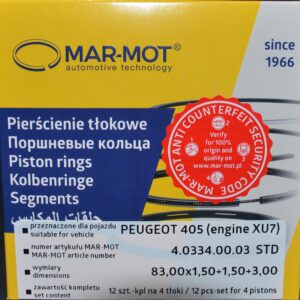 MAR-MOT®
automotive technology
since
1966
Pierścienie tłokowe
Поршневые кольца
Piston rings
Kolbenringe
Segments
حلقات المكابس
MAR-MOT ANTI COUNTERFEIT SECURITY CODE
Verify
for 100%
origin and
quality on
www.mar-mot.pl
przeznaczone dla pojazdu
suitable for vehicle
PEUGEOT 405 (engine XU7)
numer artykułu MAR-MOT
MAR-MOT article number
4.0334.00.03 STD
wymiary
dimensions
83,00x1,50+1,50+3,00
zawartość kompletu
set content
12 szt.-kpl na 4 tłoki / 12 pcs-set for 4 pistons